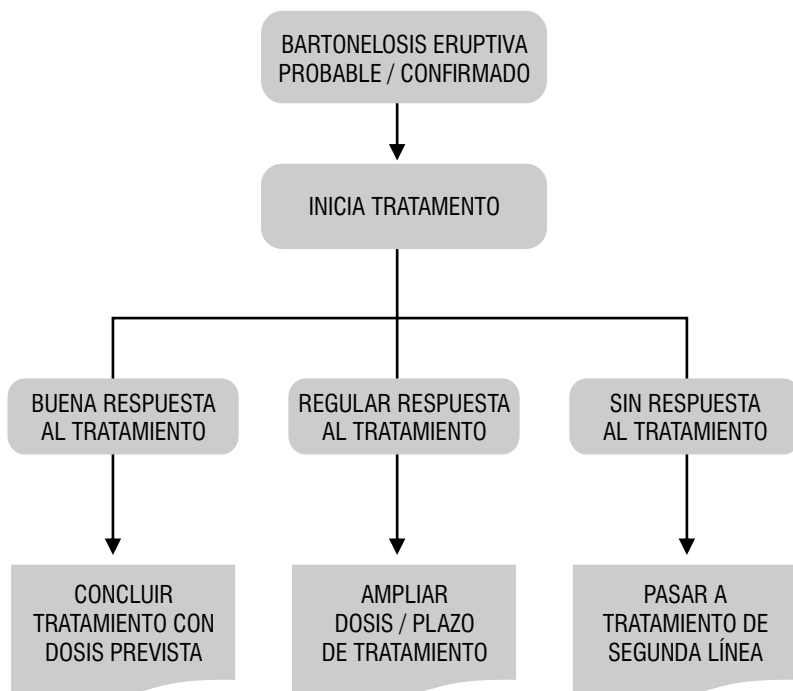 BARTONELOSIS ERUPTIVA
PROBABLE / CONFIRMADO
INICIA TRATAMENTO
BUENA RESPUESTA
AL TRATAMIENTO
REGULAR RESPUESTA
AL TRATAMIENTO
SIN RESPUESTA
AL TRATAMIENTO
CONCLUIR
TRATAMIENTO CON
DOSIS PREVISTA
AMPLIAR
DOSIS / PLAZO
DE TRATAMIENTO
PASAR A
TRATAMIENTO DE
SEGUNDA LÍNEA